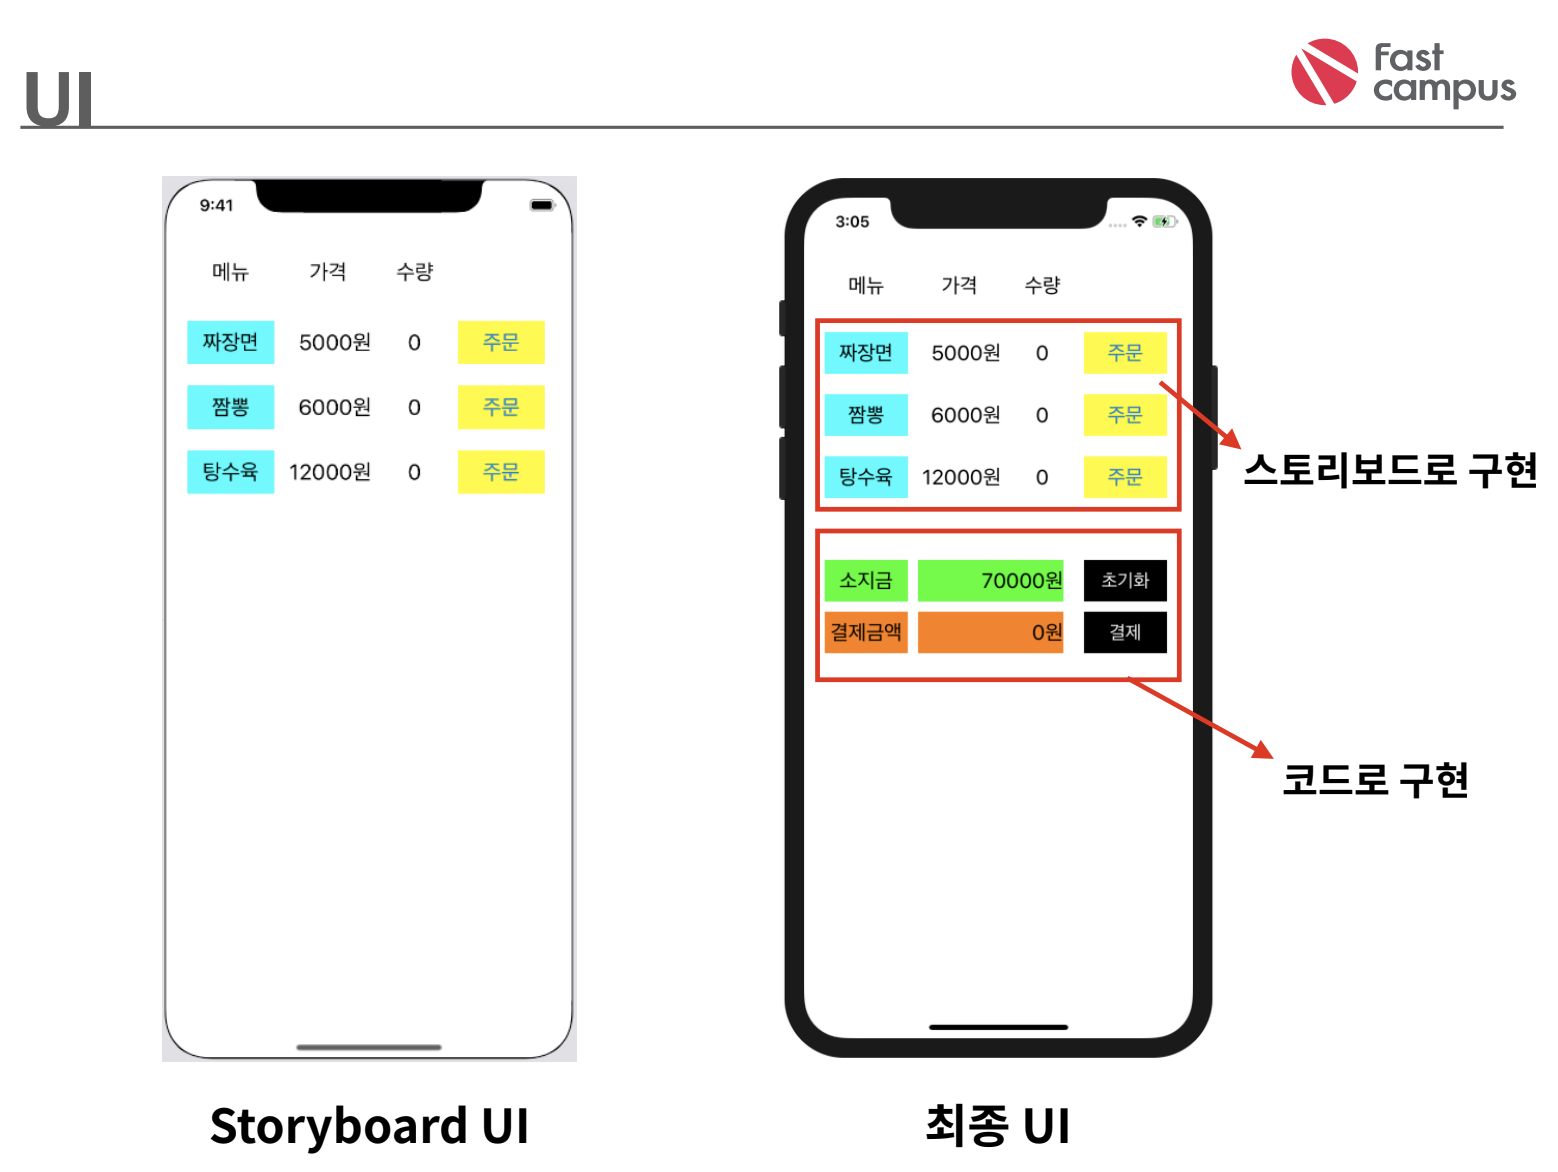 UI
Fast
campus
9:41
메뉴 가격 수량
짜장면 5000원 0 주문
짬뽕 6000원 0 주문
탕수육 12000원 0 주문
Storyboard UI
3:05
메뉴 가격 수량
짜장면 5000원 0 주문
짬뽕 6000원 0 주문
탕수육 12000원 0 주문
스토리보드로 구현
소지금 70000원 초기화
결제금액 0원 결제
코드로 구현
최종 UI